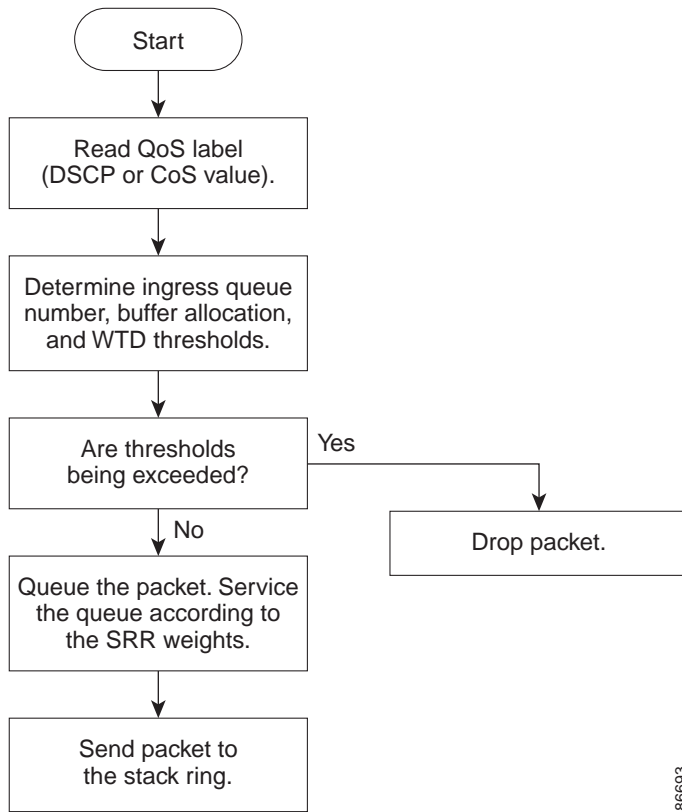 Start
Read QoS label
(DSCP or CoS value).
Determine ingress queue
number, buffer allocation,
and WTD thresholds.
Are thresholds
being exceeded?
Yes
No
Drop packet.
Queue the packet. Service
the queue according to
the SRR weights.
Send packet to
the stack ring.
86693